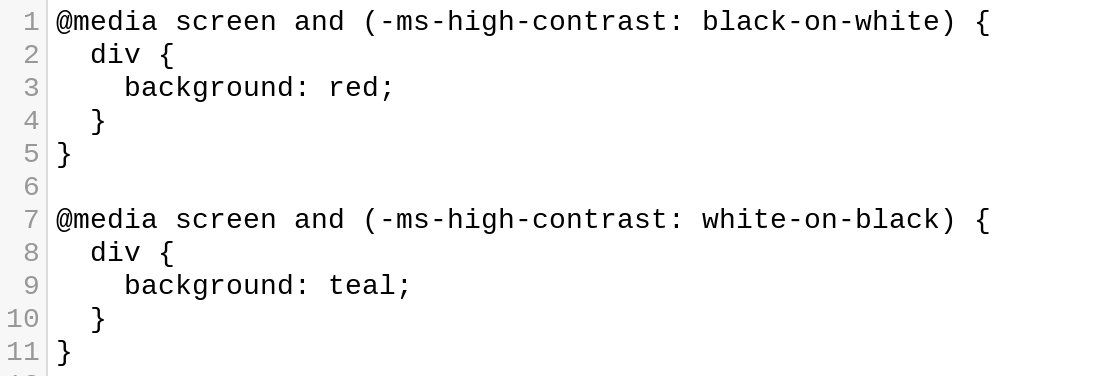 1 @media screen and (-ms-high-contrast: black-on-white) {
2   div {
3     background: red;
4   }
5 }
6
7 @media screen and (-ms-high-contrast: white-on-black) {
8   div {
9     background: teal;
10   }
11 }